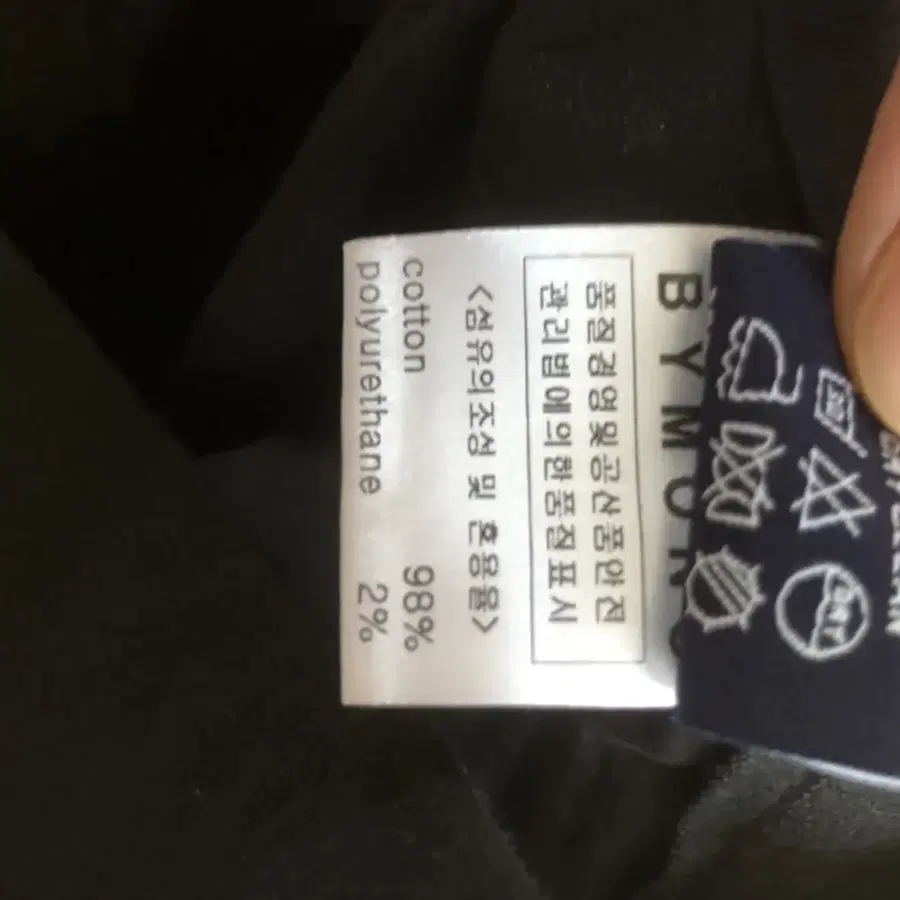 품질경영및공산품안전
관리법에의한품질표시
<섬유의조성 및 혼용율>
cotton 98%
polyurethane 2%